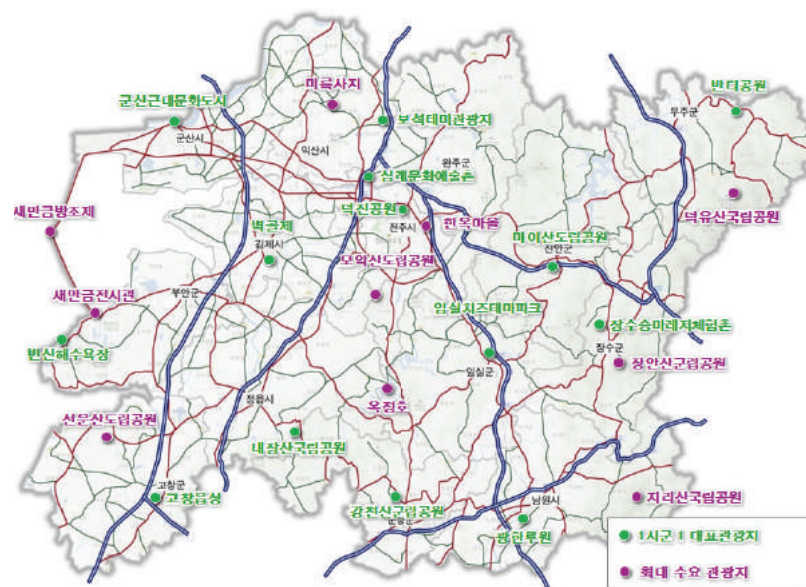 미륵사지
반디공원
무주군
군산근대문화도시
보석테마관광지
군산시
익산시
완주군
삼례문화예술촌
덕유산국립공원
새만금방조제
덕진공원
벽골제
전주시
한옥마을
마이산도립공원
김제시
모악산도립공원
진안군
새만금전시관
부안군
임실치즈테마파크
장수승마레저체험촌
변산해수욕장
장수군
임실군
장안산군립공원
정읍시
옥정호
선운산도립공원
내장산국립공원
고창군
고창읍성
강천산군립공원
순창군
남원시
지리산국립공원
광한루원
1시군 1 대표관광지
최대 수요 관광지